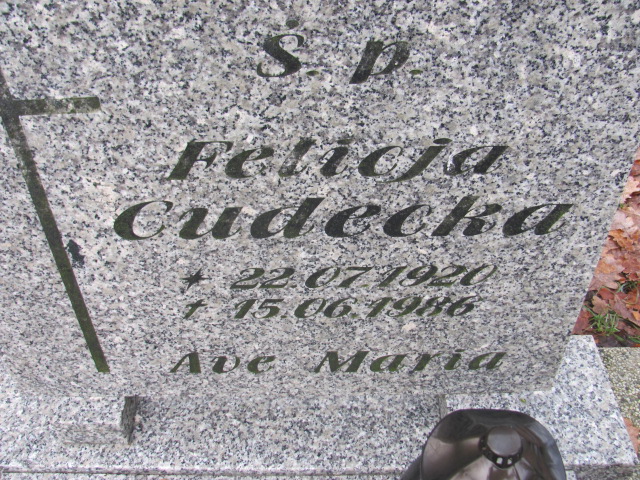 Ś. p.
Felicja
Cudecka
* 22.07.1920
† 15.06.1986
Ave Maria